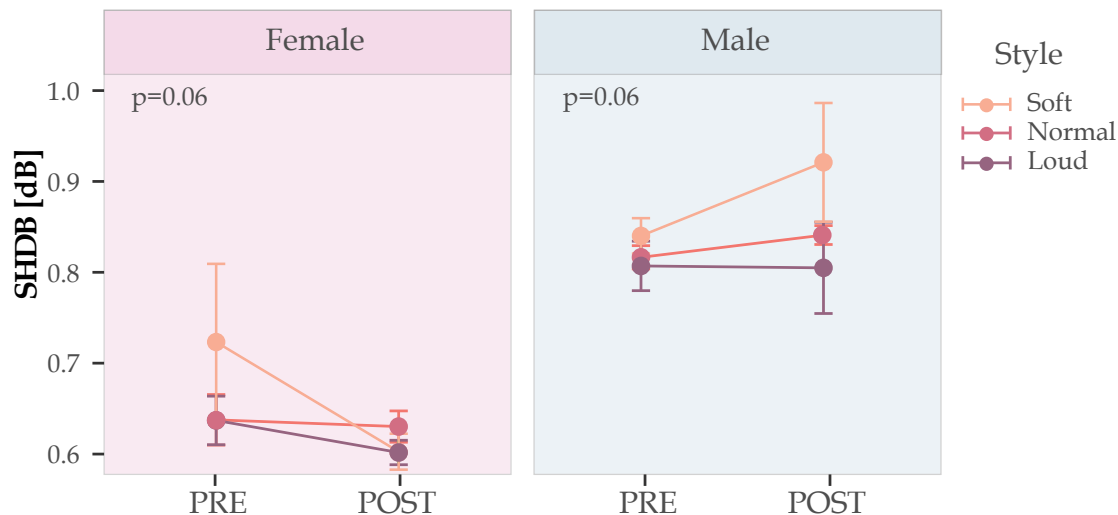 Female
Male
Style
p=0.06
p=0.06
Soft
Normal
Loud
SHDB [dB]
1.0
0.9
0.8
0.7
0.6
PRE
POST
PRE
POST